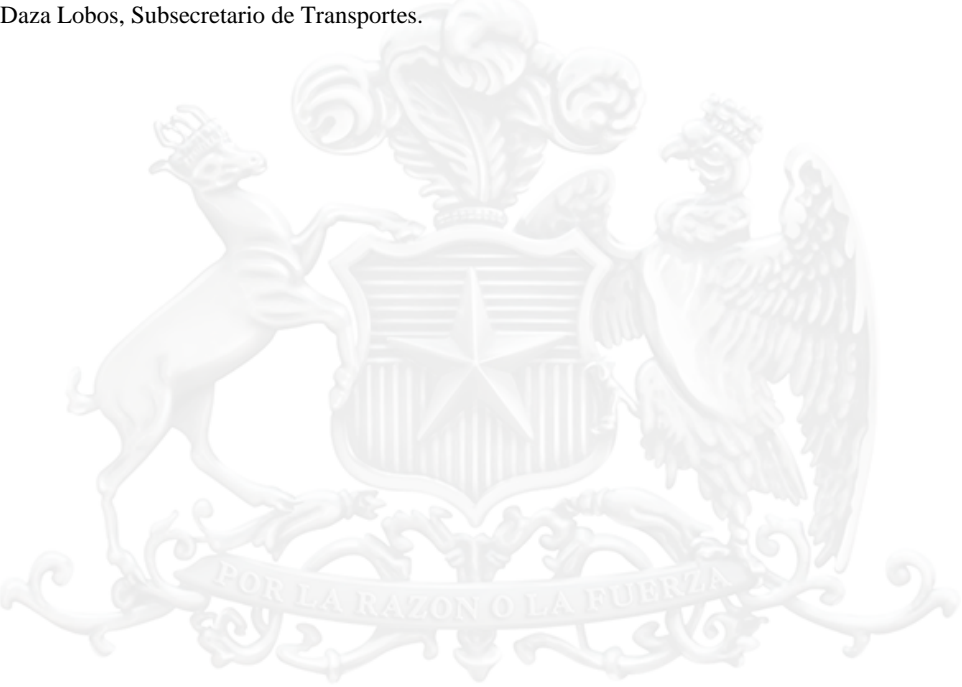 Daza Lobos, Subsecretario de Transportes.
POR LA RAZON O LA FUERZA